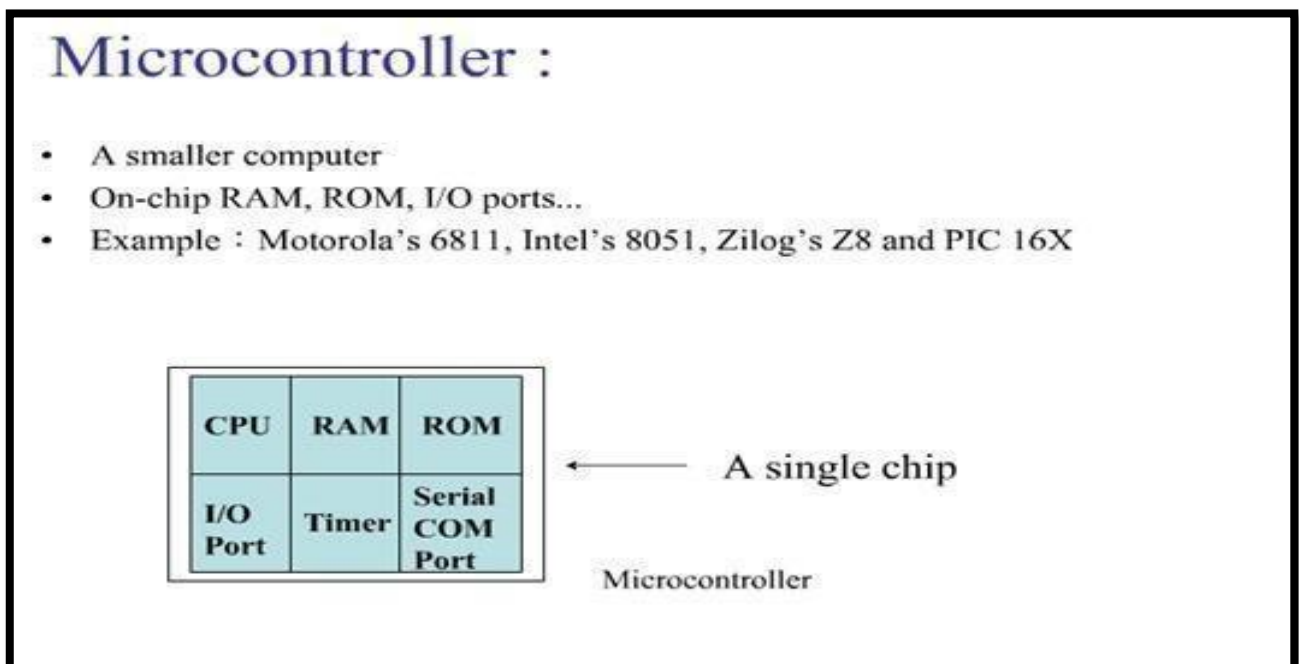 Microcontroller :
• A smaller computer
• On-chip RAM, ROM, I/O ports...
• Example : Motorola's 6811, Intel's 8051, Zilog's Z8 and PIC 16X
CPU RAM ROM
A single chip
I/O Port Timer Serial COM Port
Microcontroller